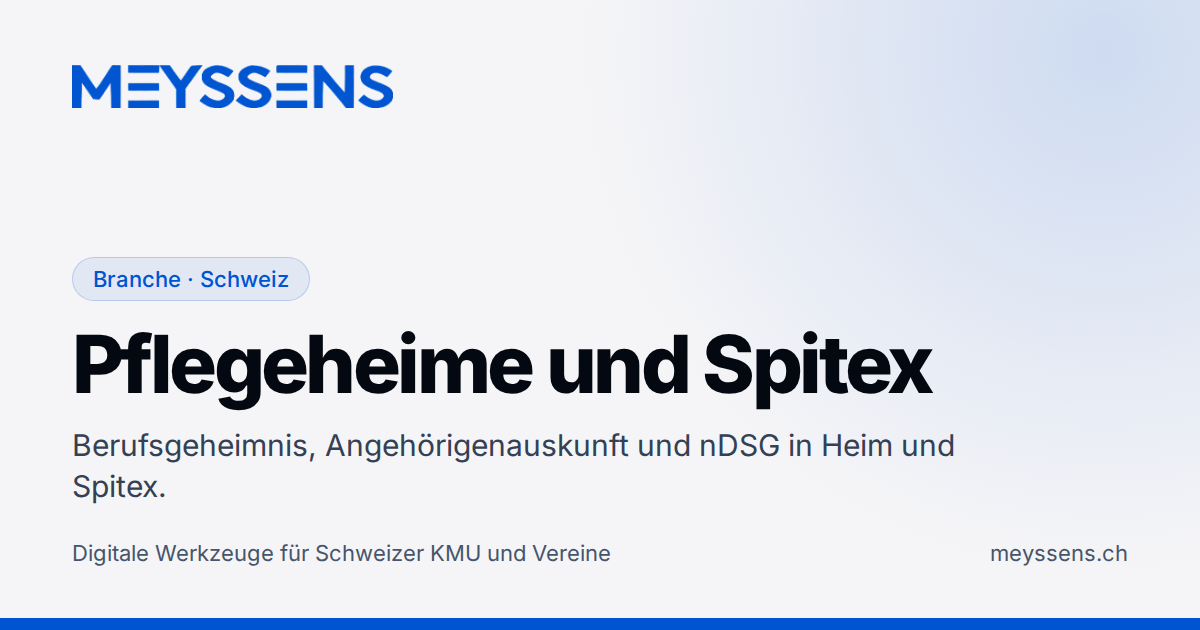 MEYSSENS
Branche · Schweiz
Pflegeheime und Spitex
Berufsgeheimnis, Angehörigenauskunft und nDSG in Heim und
Spitex.
Digitale Werkzeuge für Schweizer KMU und Vereine
meyssens.ch